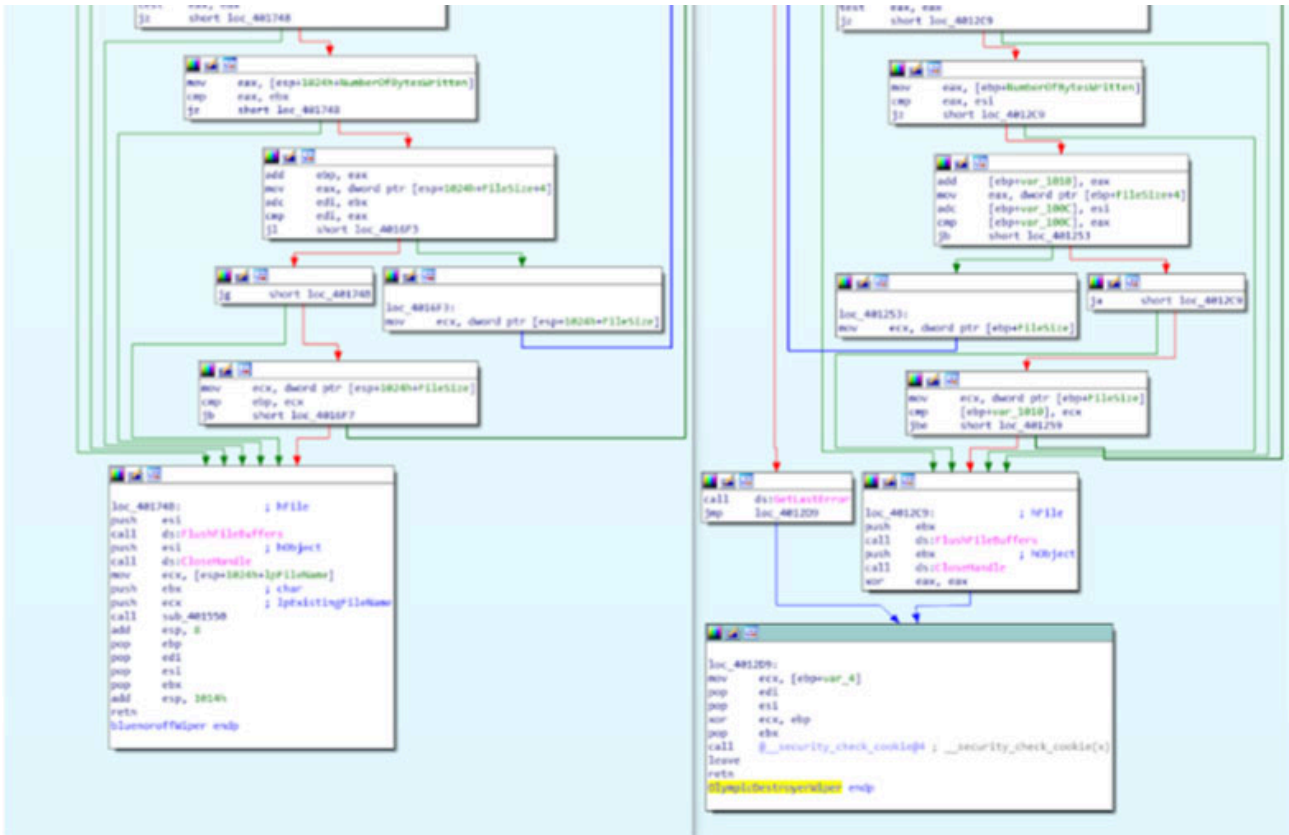 jz short loc_401748
mov eax, [esp+1024h+NumberOfBytesWritten]
cmp eax, ebx
jz short loc_401748
add ebp, eax
mov eax, dword ptr [esp+1024h+FileSize+4]
adc edi, ebx
cmp edi, eax
jl short loc_4016F3
jg short loc_401748
loc_4016F3:
mov ecx, dword ptr [esp+1024h+FileSize]
mov ecx, dword ptr [esp+1024h+FileSize]
cmp ebp, ecx
jb short loc_4016F7
loc_401748: ; hFile
push esi
call ds:FlushFileBuffers
push esi ; hObject
call ds:CloseHandle
mov ecx, [esp+1024h+lpFileName]
push ebx ; char
push ecx ; lpExistingFileName
call sub_401550
add esp, 8
pop ebp
pop edi
pop esi
pop ebx
add esp, 1014h
retn
bluenoroffWiper endp
test eax, eax
jz short loc_4012C9
mov eax, [ebp+NumberOfBytesWritten]
cmp eax, esi
jz short loc_4012C9
add [ebp+var_1010], eax
mov eax, dword ptr [ebp+FileSize+4]
adc [ebp+var_100C], esi
cmp [ebp+var_100C], eax
jb short loc_401253
loc_401253:
mov ecx, dword ptr [ebp+FileSize]
ja short loc_4012C9
mov ecx, dword ptr [ebp+FileSize]
cmp [ebp+var_1010], ecx
jbe short loc_401259
call ds:GetLastError
jmp loc_4012D9
loc_4012C9: ; hFile
push ebx
call ds:FlushFileBuffers
push ebx ; hObject
call ds:CloseHandle
xor eax, eax
loc_4012D9:
mov ecx, [ebp+var_4]
pop edi
pop esi
xor ecx, ebp
pop ebx
call @__security_check_cookie@4 ; __security_check_cookie(x)
leave
retn
OlympicDestroyerWiper endp